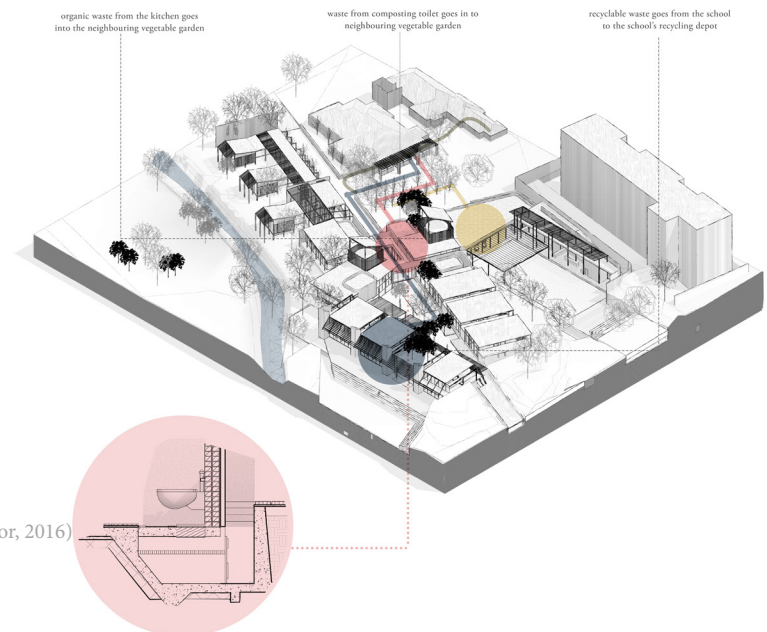 organic waste from the kitchen goes
into the neighbouring vegetable garden
waste from composting toilet goes in to
neighbouring vegetable garden
recyclable waste goes from the school
to the school's recycling depot
or, 2016)